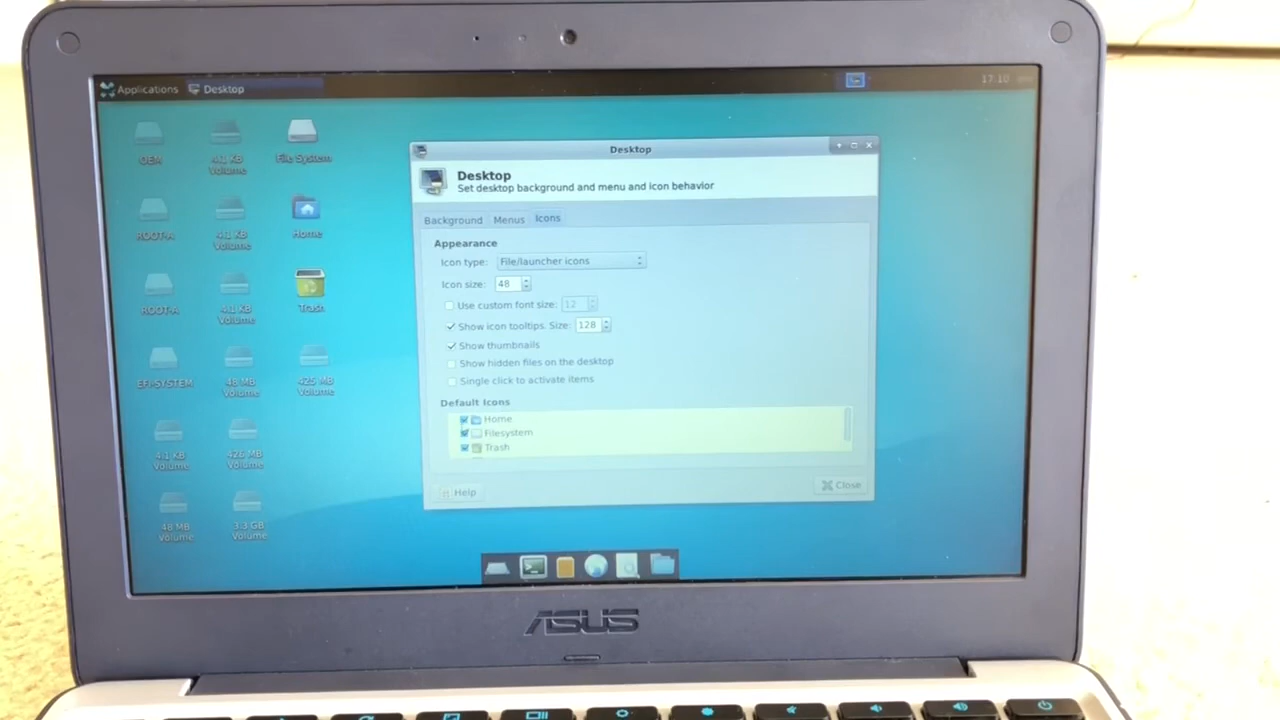 Applications Desktop 17:10
OEM
4.1 KB Volume
File System
ROOT-A
4.1 KB Volume
Home
ROOT-A
4.1 KB Volume
Trash
EFI-SYSTEM
48 MB Volume
425 MB Volume
4.1 KB Volume
426 MB Volume
48 MB Volume
3.3 GB Volume
Desktop
Desktop
Set desktop background and menu and icon behavior
Background Menus Icons
Appearance
Icon type: File/launcher icons
Icon size: 48
Use custom font size: 12
Show icon tooltips. Size: 128
Show thumbnails
Show hidden files on the desktop
Single click to activate items
Default Icons
Home
Filesystem
Trash
Help Close
ASUS